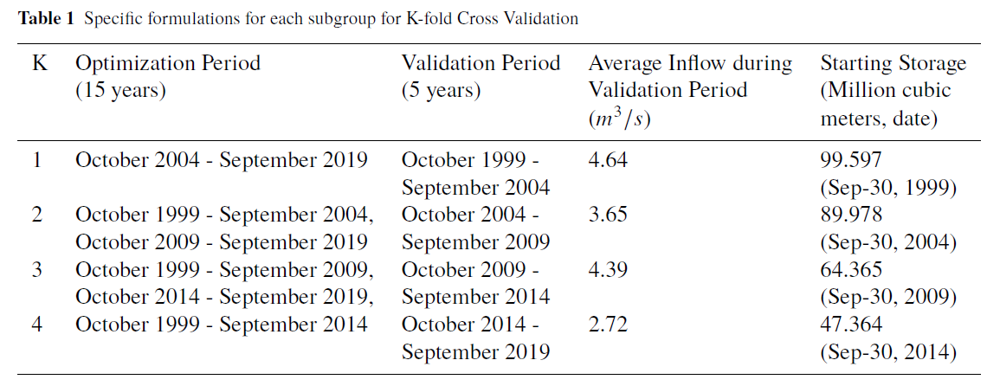 Table 1 Specific formulations for each subgroup for K-fold Cross Validation
K Optimization Period (15 years) Validation Period (5 years) Average Inflow during Validation Period (m³/s) Starting Storage (Million cubic meters, date)
1 October 2004 - September 2019 October 1999 - September 2004 4.64 99.597 (Sep-30, 1999)
2 October 1999 - September 2004, October 2009 - September 2019 October 2004 - September 2009 3.65 89.978 (Sep-30, 2004)
3 October 1999 - September 2009, October 2014 - September 2019, October 2009 - September 2014 4.39 64.365 (Sep-30, 2009)
4 October 1999 - September 2014 October 2014 - September 2019 2.72 47.364 (Sep-30, 2014)